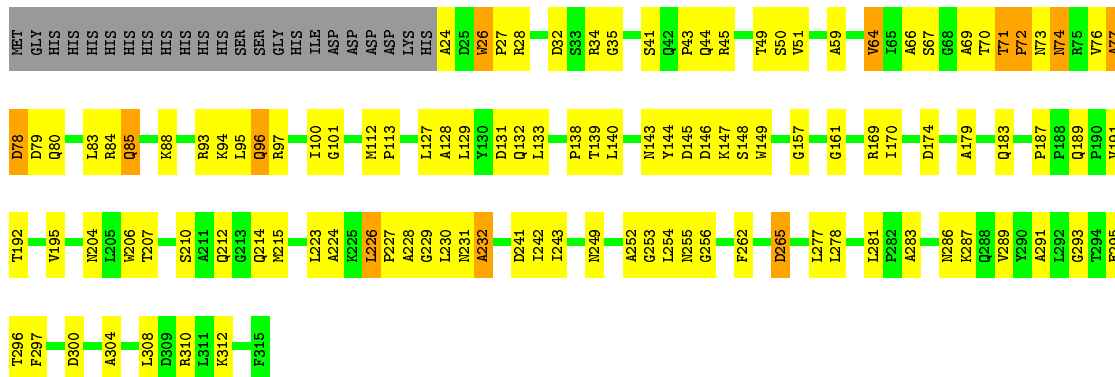 MET GLY HIS HIS HIS HIS HIS HIS HIS HIS HIS HIS SER SER GLY HIS ILE ASP ASP ASP ASP LYS HIS A24 D25 W26 P27 R28 D32 S33 R34 G35 S41 Q42 P43 Q44 R45 T49 S50 V51 A59 V64 I65 A66 S67 G68 A69 T70 T71 P72 N73 N74 R75 V76 A77
D78 D79 Q80 L83 R84 Q85 K88 R93 K94 L95 Q96 R97 I100 G101 M112 P113 L127 A128 L129 Y130 D131 Q132 L133 P138 T139 L140 N143 Y144 D145 D146 K147 S148 W149 G157 G161 R169 I170 D174 A179 Q183 P187 P188 Q189 P190 V191
T192 V195 N204 L205 W206 T207 S210 A211 Q212 G213 Q214 M215 L223 A224 K225 L226 P227 A228 G229 L230 N231 A232 D241 I242 I243 N249 A252 G253 L254 N255 G256 F262 D265 L277 L278 L281 P282 A283 N286 K287 Q288 V289 Y290 A291 L292 G293 T294
T296 F297 D300 A304 L308 D309 R310 L311 K312 F315